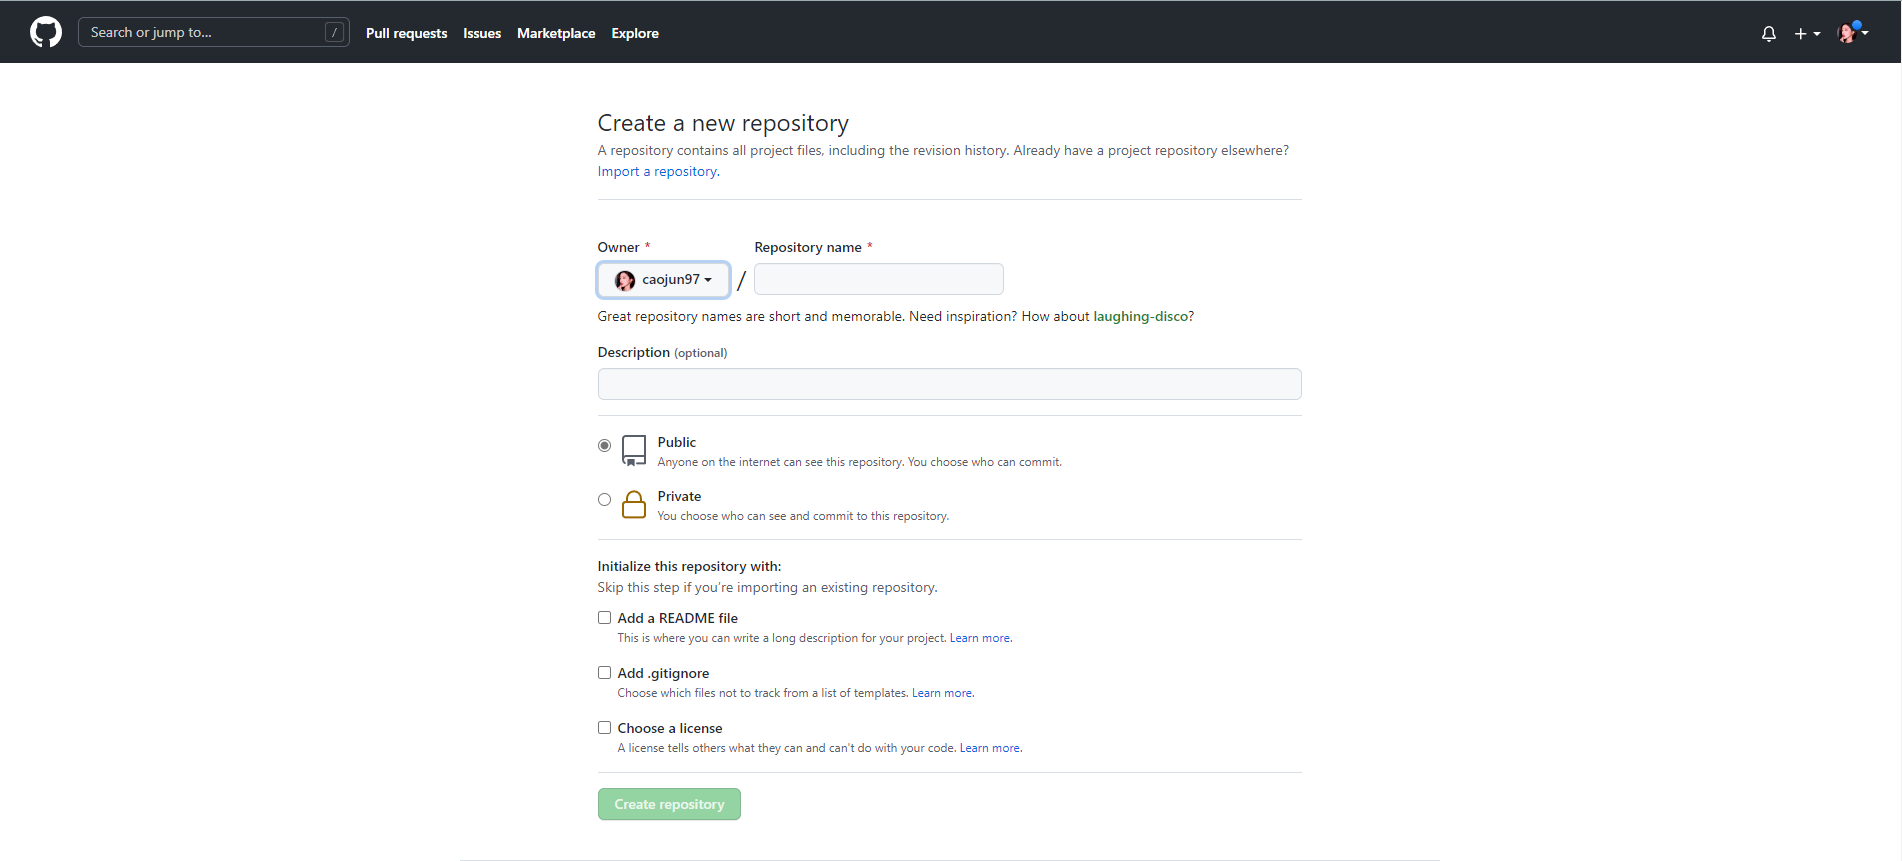 Search or jump to... /
Pull requests Issues Marketplace Explore
Create a new repository
A repository contains all project files, including the revision history. Already have a project repository elsewhere?
Import a repository.
Owner * Repository name *
caojun97 /
Great repository names are short and memorable. Need inspiration? How about laughing-disco?
Description (optional)
Public
Anyone on the internet can see this repository. You choose who can commit.
Private
You choose who can see and commit to this repository.
Initialize this repository with:
Skip this step if you're importing an existing repository.
Add a README file
This is where you can write a long description for your project. Learn more.
Add .gitignore
Choose which files not to track from a list of templates. Learn more.
Choose a license
A license tells others what they can and can't do with your code. Learn more.
Create repository